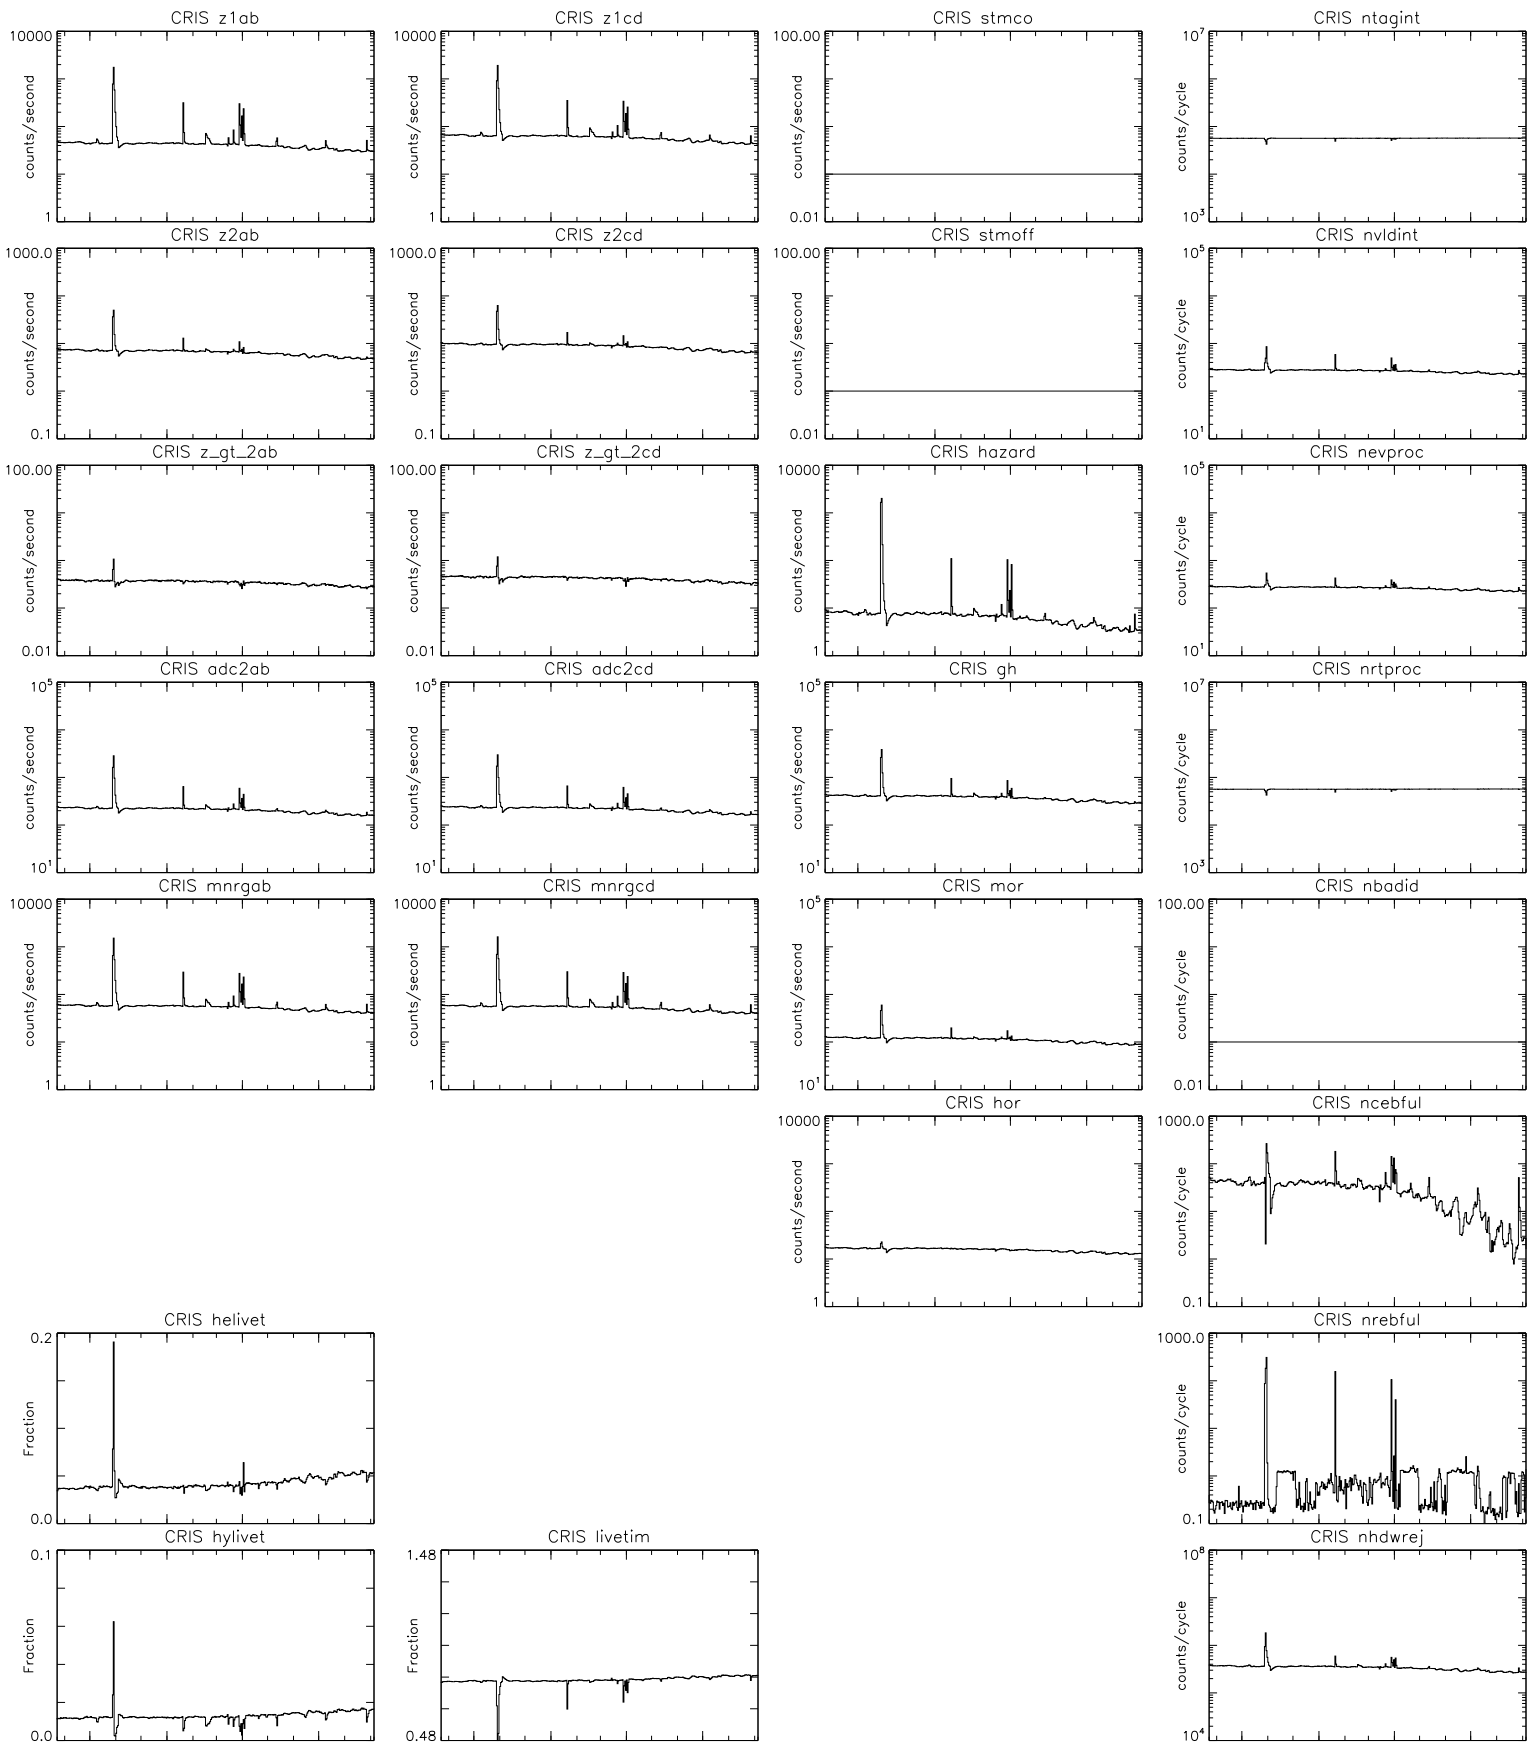 CRIS z1ab
10000
counts/second
1
CRIS z1cd
10000
counts/second
1
CRIS stmco
100.00
counts/second
0.01
CRIS ntagint
10^7
counts/cycle
10^3
CRIS z2ab
1000.0
counts/second
0.1
CRIS z2cd
1000.0
counts/second
0.1
CRIS stmoff
100.00
counts/second
0.01
CRIS nvldint
10^5
counts/cycle
10^1
CRIS z_gt_2ab
100.00
counts/second
0.01
CRIS z_gt_2cd
100.00
counts/second
0.01
CRIS hazard
10000
counts/second
1
CRIS nevproc
10^5
counts/cycle
10^1
CRIS adc2ab
10^5
counts/second
10^1
CRIS adc2cd
10^5
counts/second
10^1
CRIS gh
10^5
counts/second
10^1
CRIS nrtproc
10^7
counts/cycle
10^3
CRIS mnrgab
10000
counts/second
1
CRIS mnrgcd
10000
counts/second
1
CRIS mor
10^5
counts/second
10^1
CRIS nbadid
100.00
counts/cycle
0.01
CRIS hor
10000
counts/second
1
CRIS ncebful
1000.0
counts/cycle
0.1
CRIS helivet
0.2
Fraction
0.0
CRIS nrebful
1000.0
counts/cycle
0.1
CRIS hylivet
0.1
Fraction
0.0
CRIS livetim
1.48
Fraction
0.48
CRIS nhdwrej
10^8
counts/cycle
10^4